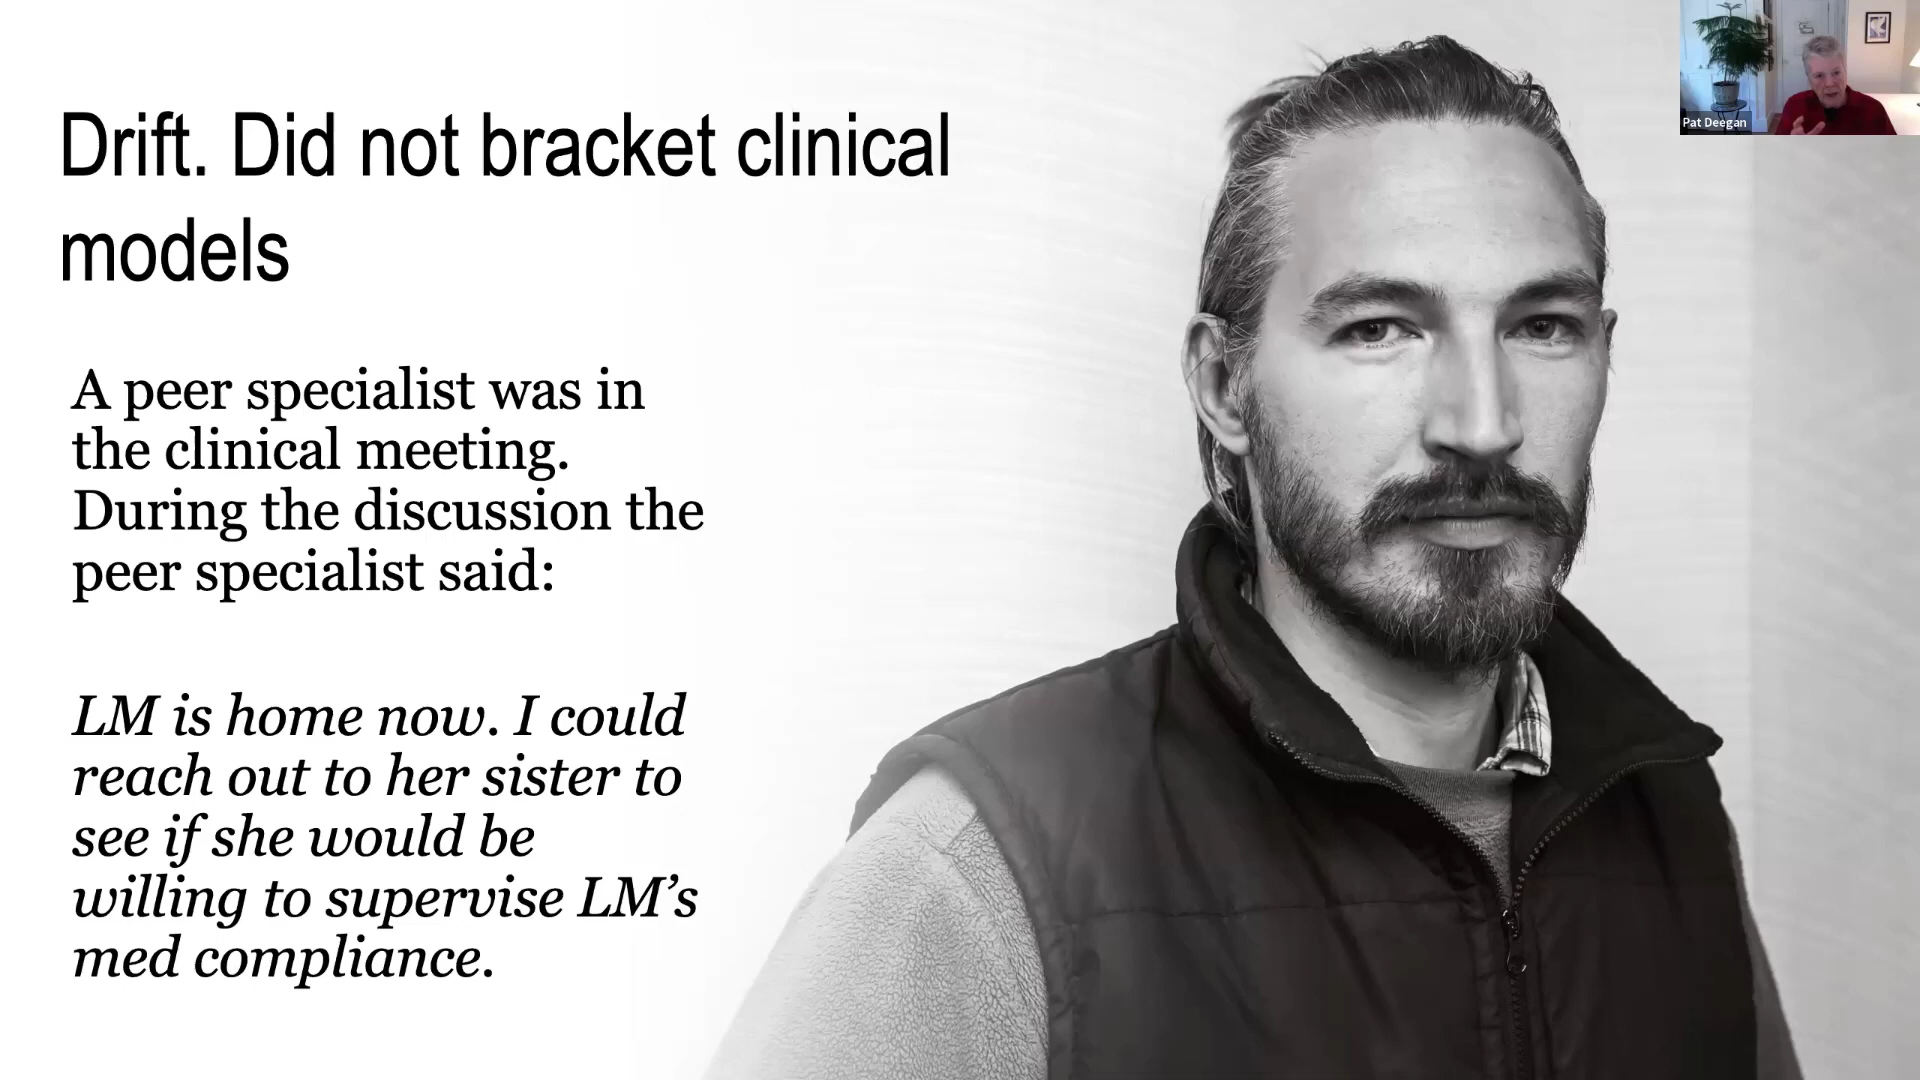 Drift. Did not bracket clinical
models
A peer specialist was in
the clinical meeting.
During the discussion the
peer specialist said:
LM is home now. I could
reach out to her sister to
see if she would be
willing to supervise LM's
med compliance.
Pat Deegan